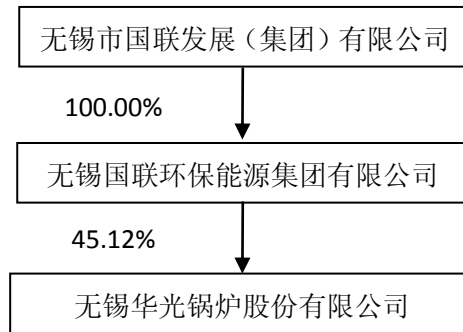 无锡市国联发展（集团）有限公司
100.00%
无锡国联环保能源集团有限公司
45.12%
无锡华光锅炉股份有限公司